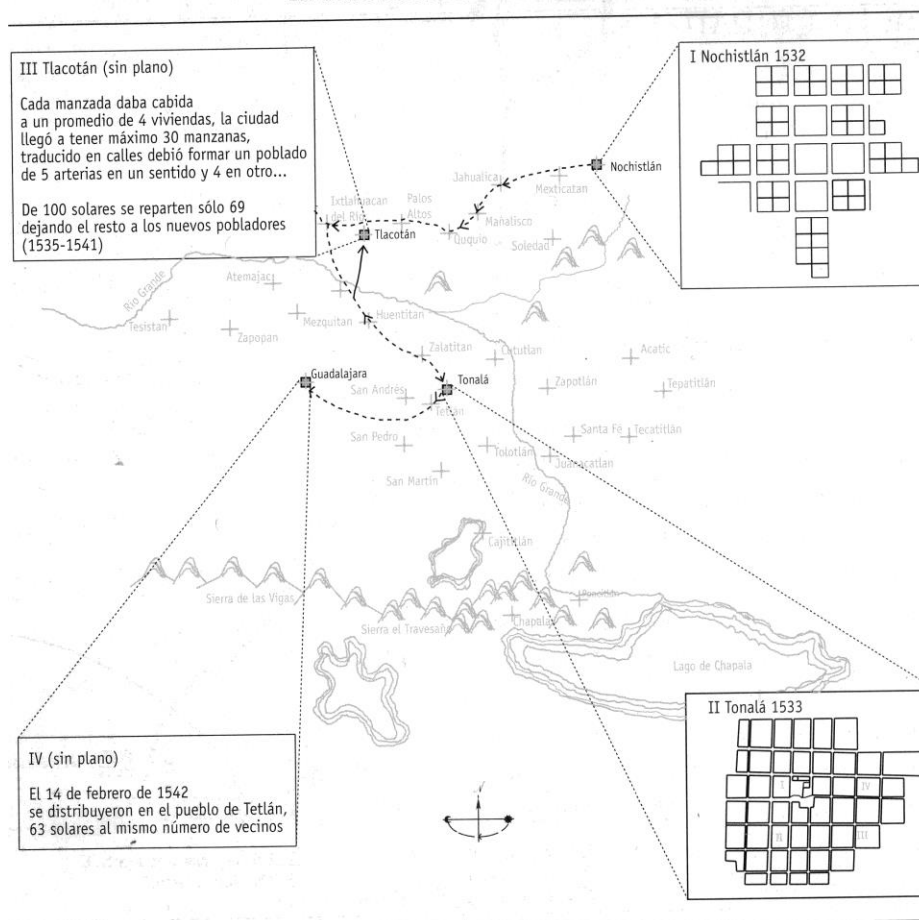 III Tlacotán (sin plano)
Cada manzada daba cabida
a un promedio de 4 viviendas, la ciudad
llegó a tener máximo 30 manzanas,
traducido en calles debió formar un poblado
de 5 arterias en un sentido y 4 en otro...
De 100 solares se reparten sólo 69
dejando el resto a los nuevos pobladores
(1535-1541)
I Nochistlán 1532
Nochistlán
Jahualica
Mexticatan
Ixtlahuacan
del Río
Palos
Altos
Mañalisco
Tlacotán
Ququio
Soledad
Atemajac
Río Grande
Tesistan
Zapopan
Mezquitan
Huentitan
Zalatitan
Cututlan
Acatic
Guadalajara
San Andrés
Tonalá
Zapotlán
Tepatitlán
Tetlán
San Pedro
Tolotlán
Santa Fé
Tecatitlán
Juanacatlan
San Martín
Río Grande
Cajititlán
Sierra de las Vigas
Poncitlán
Chapala
Sierra el Travesaño
Lago de Chapala
II Tonalá 1533
I
IV
III
IV (sin plano)
El 14 de febrero de 1542
se distribuyeron en el pueblo de Tetlán,
63 solares al mismo número de vecinos